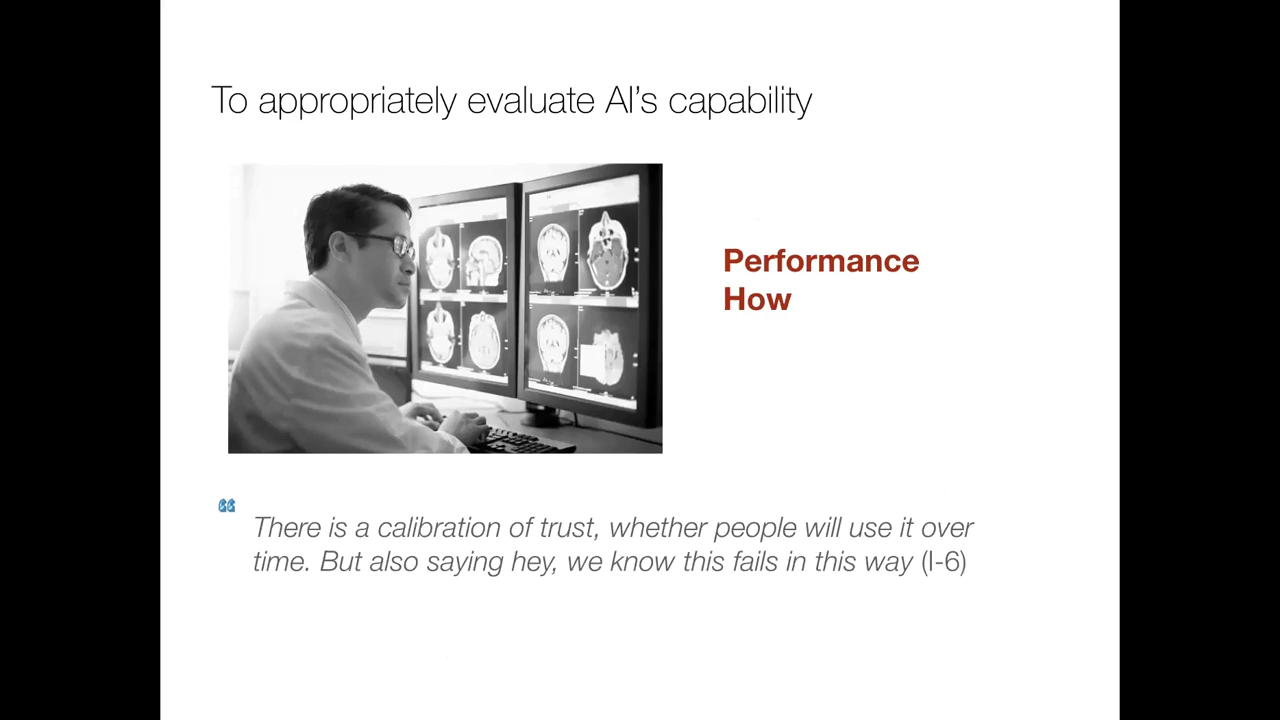 To appropriately evaluate AI’s capability
Performance
How
“
There is a calibration of trust, whether people will use it over
time. But also saying hey, we know this fails in this way (I-6)